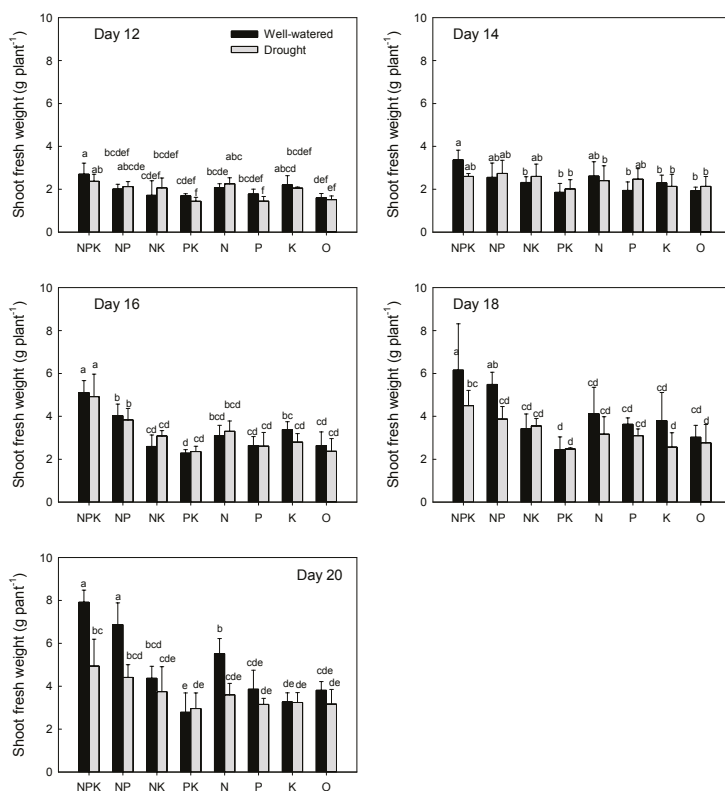 Day 12
Well-watered
Drought
Shoot fresh weight (g plant-1)
10
8
6
4
2
0
a ab bcdef abcde cdef bcdef cdef f bcde abc bcdef f abcd bcdef def ef
NPK NP NK PK N P K O
Day 14
Shoot fresh weight (g plant-1)
10
8
6
4
2
0
a ab ab ab b ab b b ab b b ab b b b b
NPK NP NK PK N P K O
Day 16
Shoot fresh weight (g plant-1)
10
8
6
4
2
0
a a b b cd cd d cd bcd bcd cd cd bc cd cd cd
NPK NP NK PK N P K O
Day 18
Shoot fresh weight (g plant-1)
10
8
6
4
2
0
a bc ab cd cd cd d d cd cd cd cd cd cd cd d
NPK NP NK PK N P K O
Day 20
Shoot fresh weight (g pant-1)
10
8
6
4
2
0
a bc a bcd bcd cde e de b cde cde de de de cde de
NPK NP NK PK N P K O